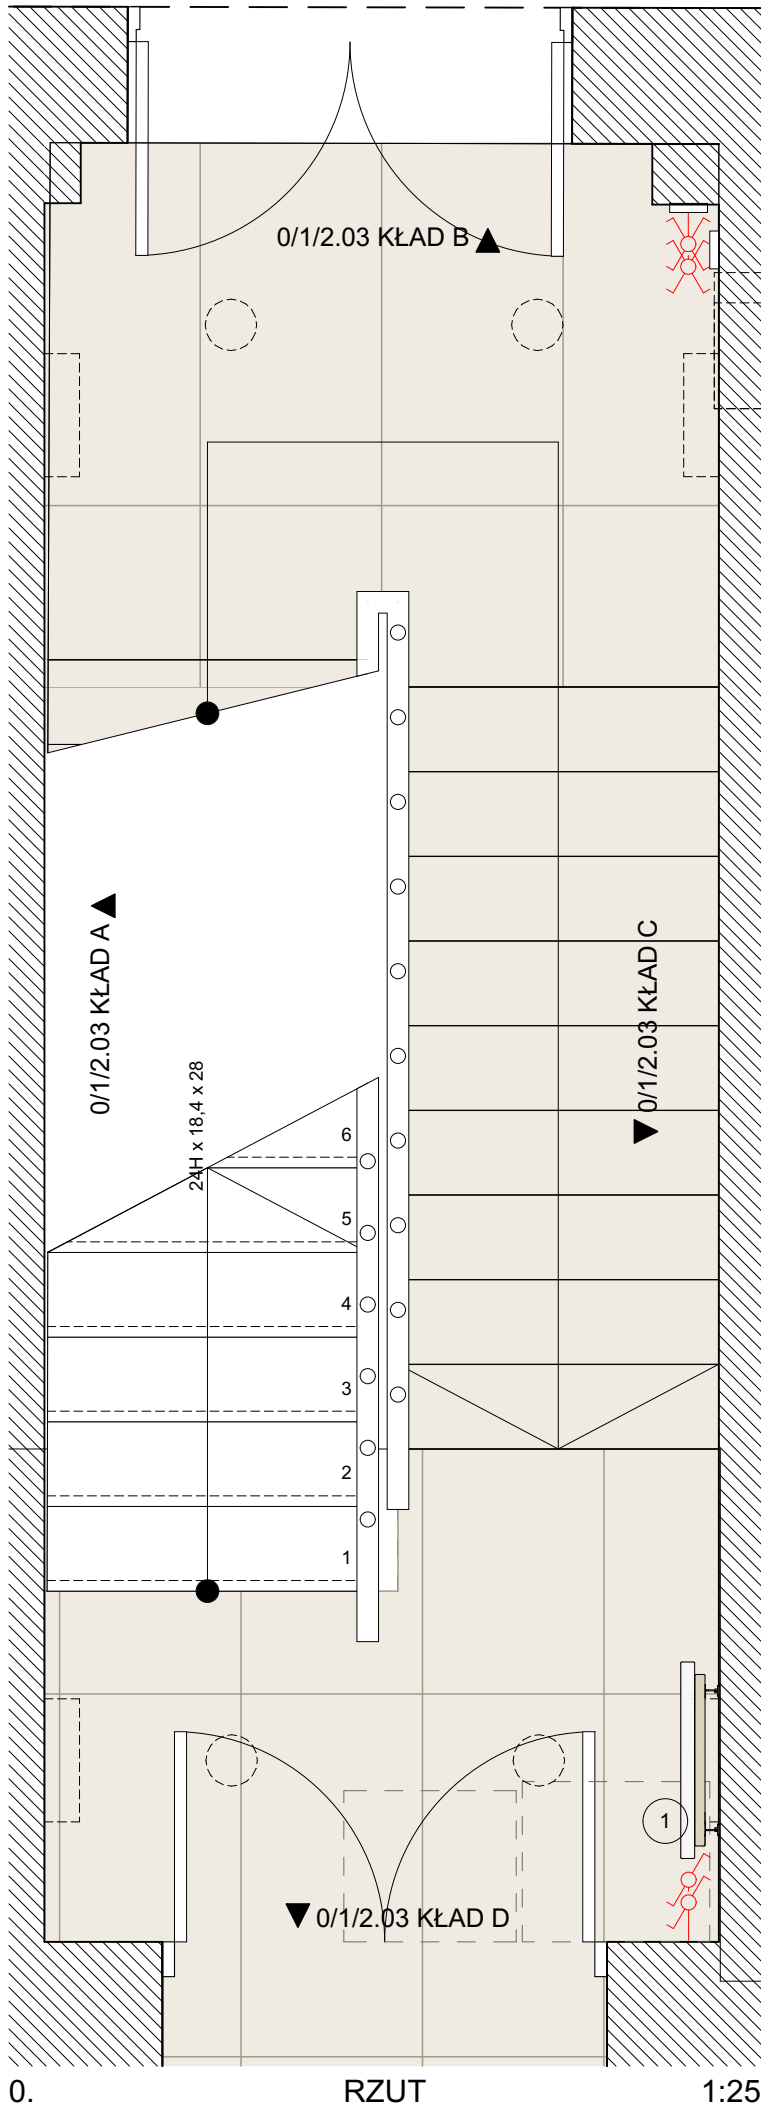 0/1/2.03 KŁAD B
0/1/2.03 KŁAD A
0/1/2.03 KŁAD C
24H x 18,4 x 28
6
5
4
3
2
1
1
0/1/2.03 KŁAD D
0. RZUT 1:25